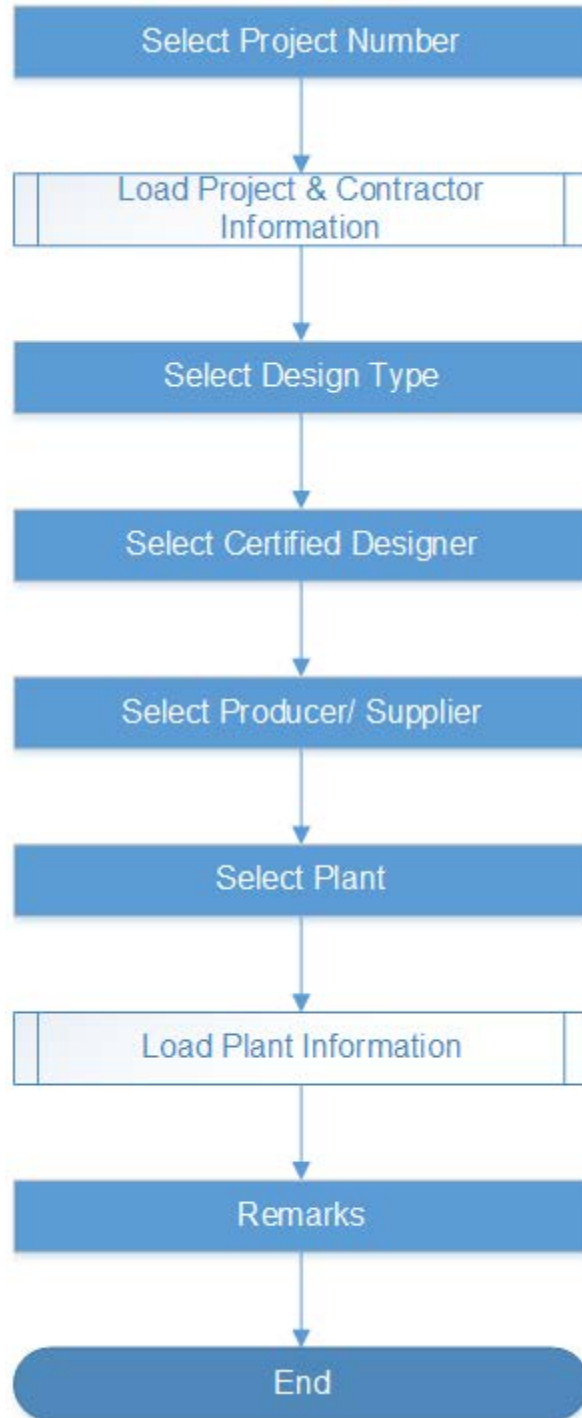 Select Project Number
Load Project & Contractor
Information
Select Design Type
Select Certified Designer
Select Producer/ Supplier
Select Plant
Load Plant Information
Remarks
End